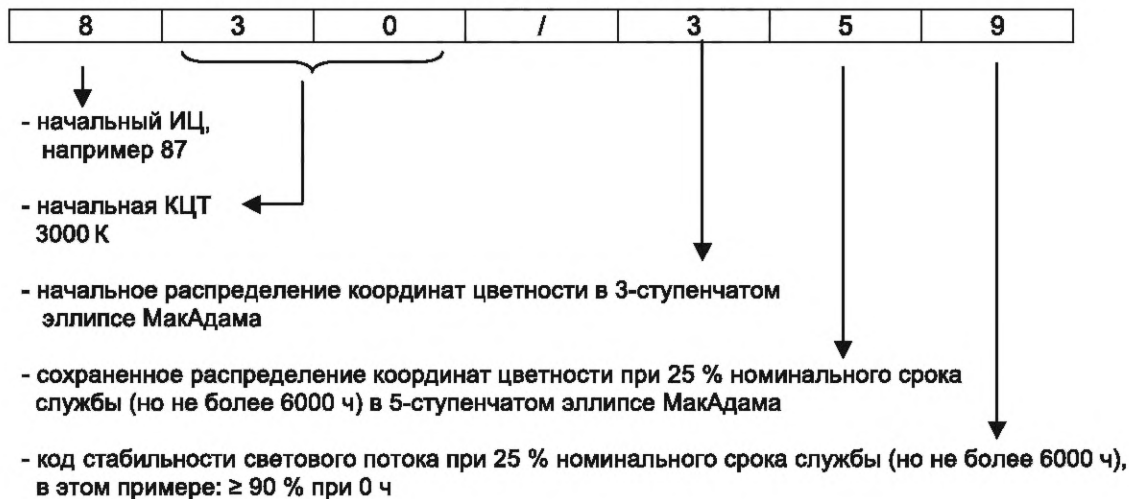 8 3 0 / 3 5 9
- начальный ИЦ,
например 87
- начальная КЦТ
3000 К
- начальное распределение координат цветности в 3-ступенчатом
эллипсе МакАдама
- сохраненное распределение координат цветности при 25 % номинального срока
службы (но не более 6000 ч) в 5-ступенчатом эллипсе МакАдама
- код стабильности светового потока при 25 % номинального срока службы (но не более 6000 ч),
в этом примере: ≥ 90 % при 0 ч